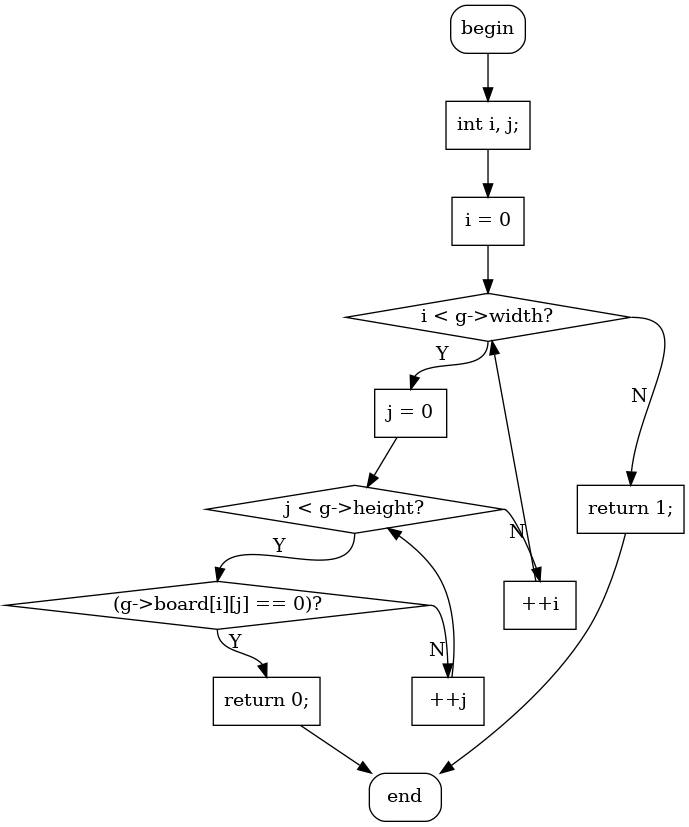 begin
int i, j;
i = 0
i < g->width?
Y
N
j = 0
j < g->height?
return 1;
Y
N
(g->board[i][j] == 0)?
++i
Y
N
return 0;
++j
end